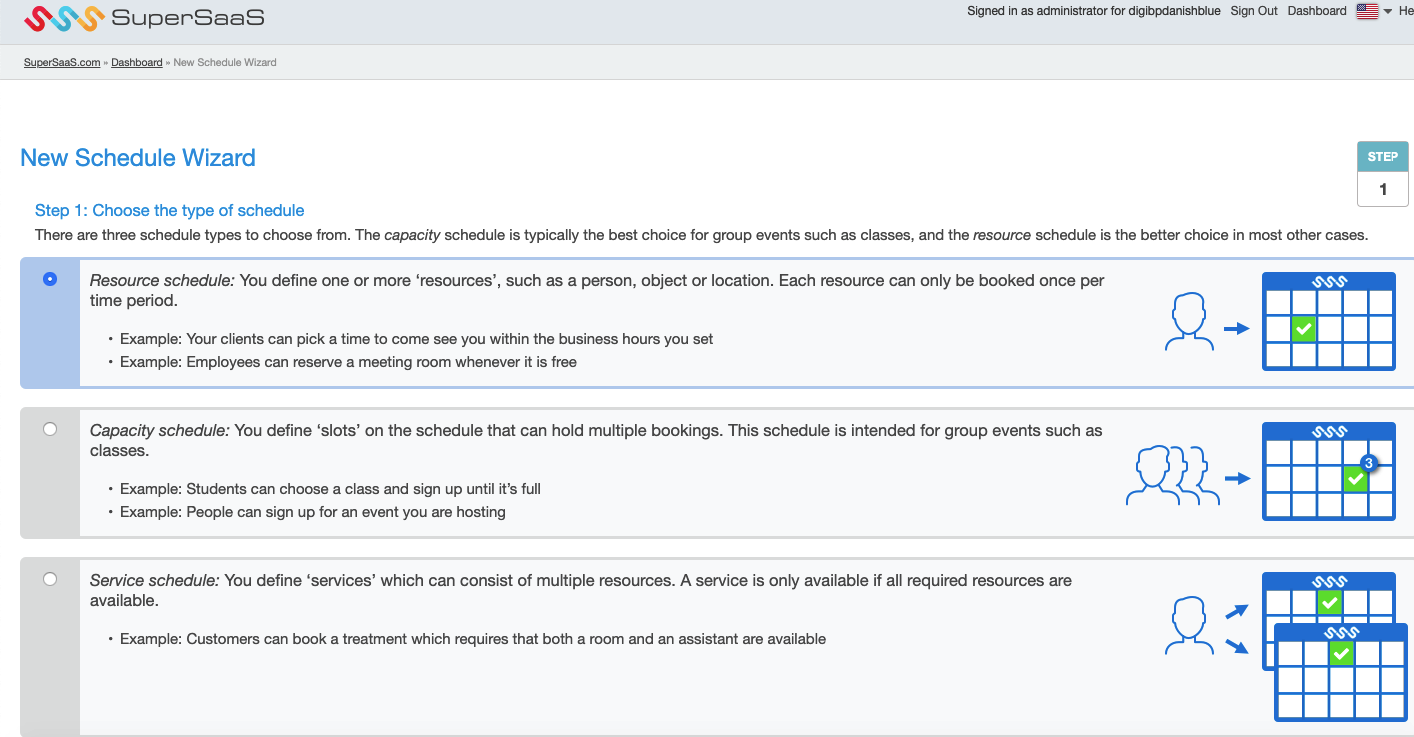 SuperSaaS
Signed in as administrator for digibpdanishblue Sign Out Dashboard
SuperSaaS.com » Dashboard » New Schedule Wizard
New Schedule Wizard
STEP
1
Step 1: Choose the type of schedule
There are three schedule types to choose from. The capacity schedule is typically the best choice for group events such as classes, and the resource schedule is the better choice in most other cases.
Resource schedule: You define one or more ‘resources’, such as a person, object or location. Each resource can only be booked once per
time period.
• Example: Your clients can pick a time to come see you within the business hours you set
• Example: Employees can reserve a meeting room whenever it is free
Capacity schedule: You define ‘slots’ on the schedule that can hold multiple bookings. This schedule is intended for group events such as
classes.
• Example: Students can choose a class and sign up until it’s full
• Example: People can sign up for an event you are hosting
3
Service schedule: You define ‘services’ which can consist of multiple resources. A service is only available if all required resources are
available.
• Example: Customers can book a treatment which requires that both a room and an assistant are available